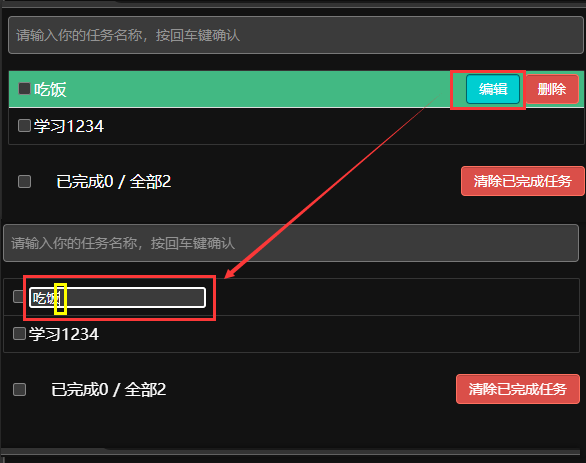 请输入你的任务名称，按回车键确认
吃饭 编辑 删除
学习1234
已完成0 / 全部2 清除已完成任务
请输入你的任务名称，按回车键确认
吃饭
学习1234
已完成0 / 全部2 清除已完成任务